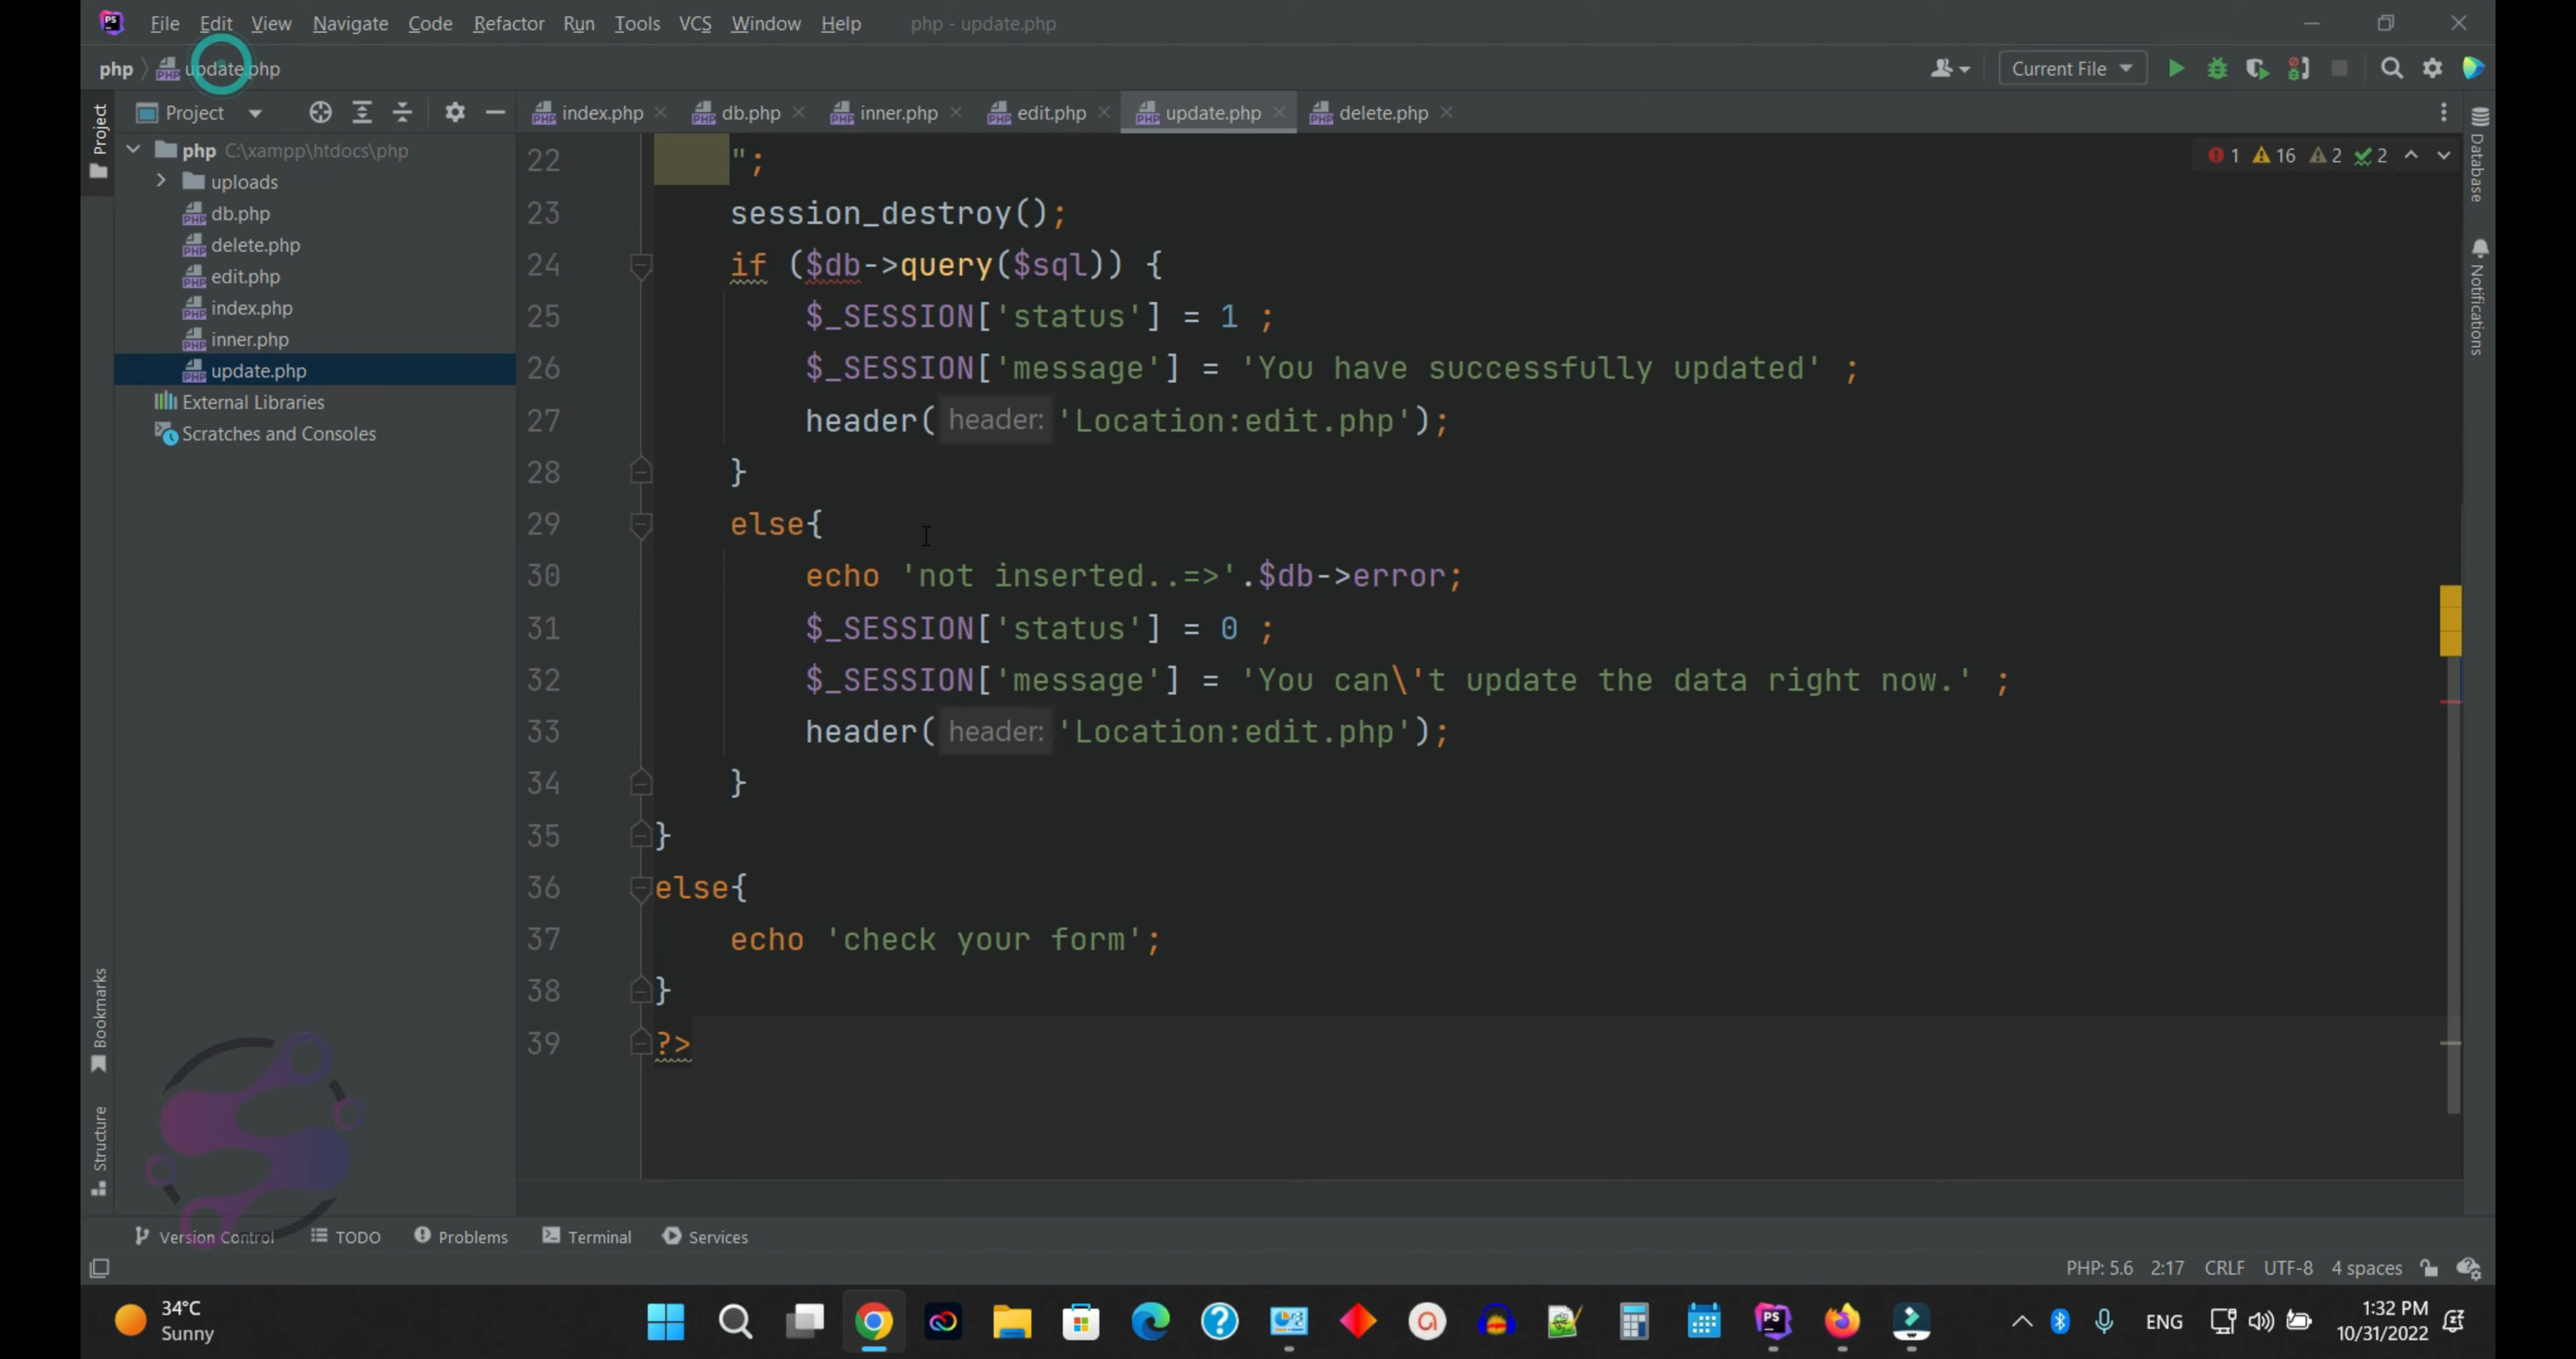 File Edit View Navigate Code Refactor Run Tools VCS Window Help php - update.php
php update.php Current File
Project index.php db.php inner.php edit.php update.php delete.php
Project
php C:\xampp\htdocs\php
uploads
db.php
delete.php
edit.php
index.php
inner.php
update.php
External Libraries
Scratches and Consoles
Bookmarks
Structure
1 16 2 2
22 ";
23 session_destroy();
24 if ($db->query($sql)) {
25 $_SESSION['status'] = 1 ;
26 $_SESSION['message'] = 'You have successfully updated' ;
27 header( header: 'Location:edit.php');
28 }
29 else{
30 echo 'not inserted..=>'.$db->error;
31 $_SESSION['status'] = 0 ;
32 $_SESSION['message'] = 'You can\'t update the data right now.' ;
33 header( header: 'Location:edit.php');
34 }
35 }
36 else{
37 echo 'check your form';
38 }
39 ?>
Database
Notifications
Version Control TODO Problems Terminal Services
PHP: 5.6 2:17 CRLF UTF-8 4 spaces
34°C
Sunny
ENG
1:32 PM
10/31/2022